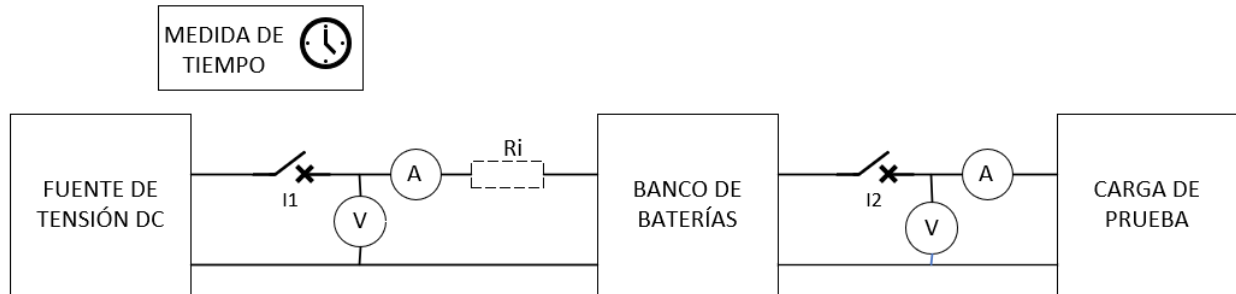 MEDIDA DE
TIEMPO
FUENTE DE
TENSIÓN DC
I1
V
A
Ri
BANCO DE
BATERÍAS
I2
V
A
CARGA DE
PRUEBA